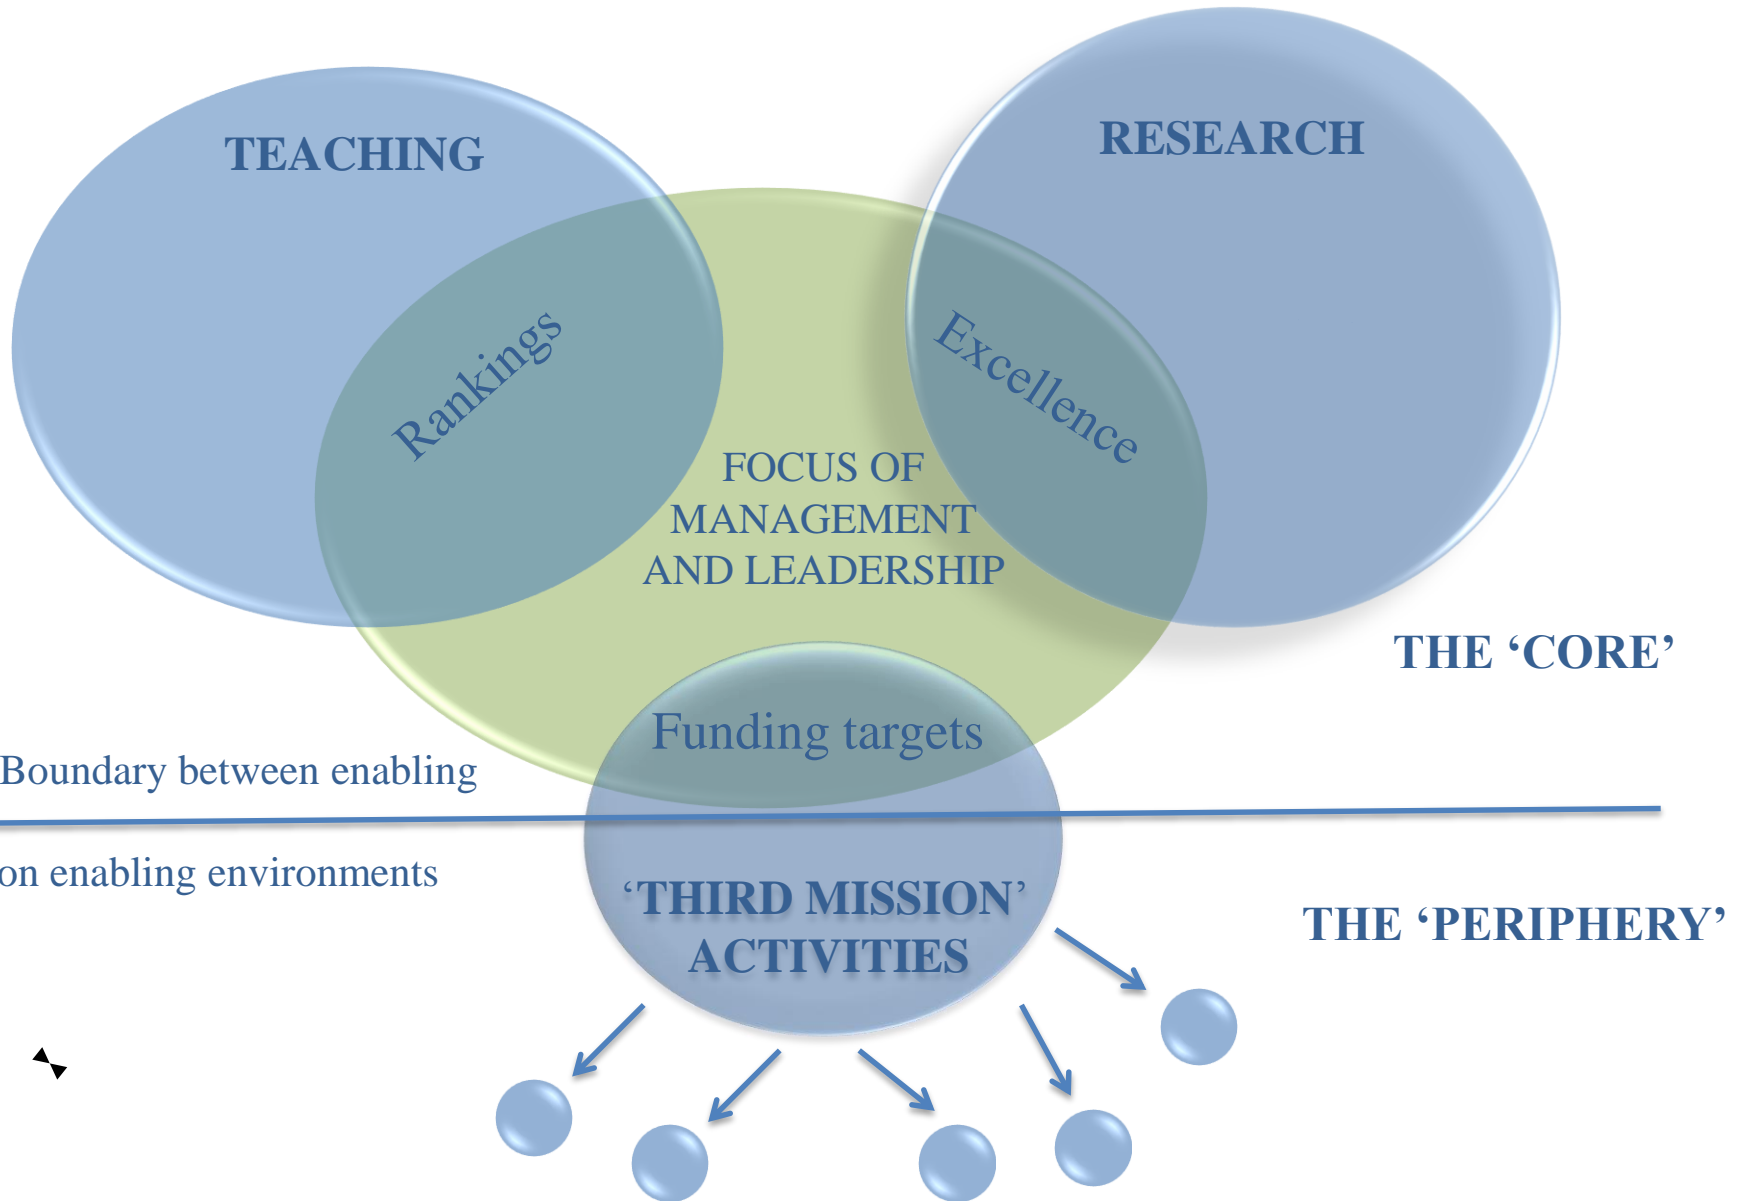 TEACHING
RESEARCH
Rankings
Excellence
FOCUS OF
MANAGEMENT
AND LEADERSHIP
THE ‘CORE’
Funding targets
Boundary between enabling
on enabling environments
‘THIRD MISSION’
ACTIVITIES
THE ‘PERIPHERY’